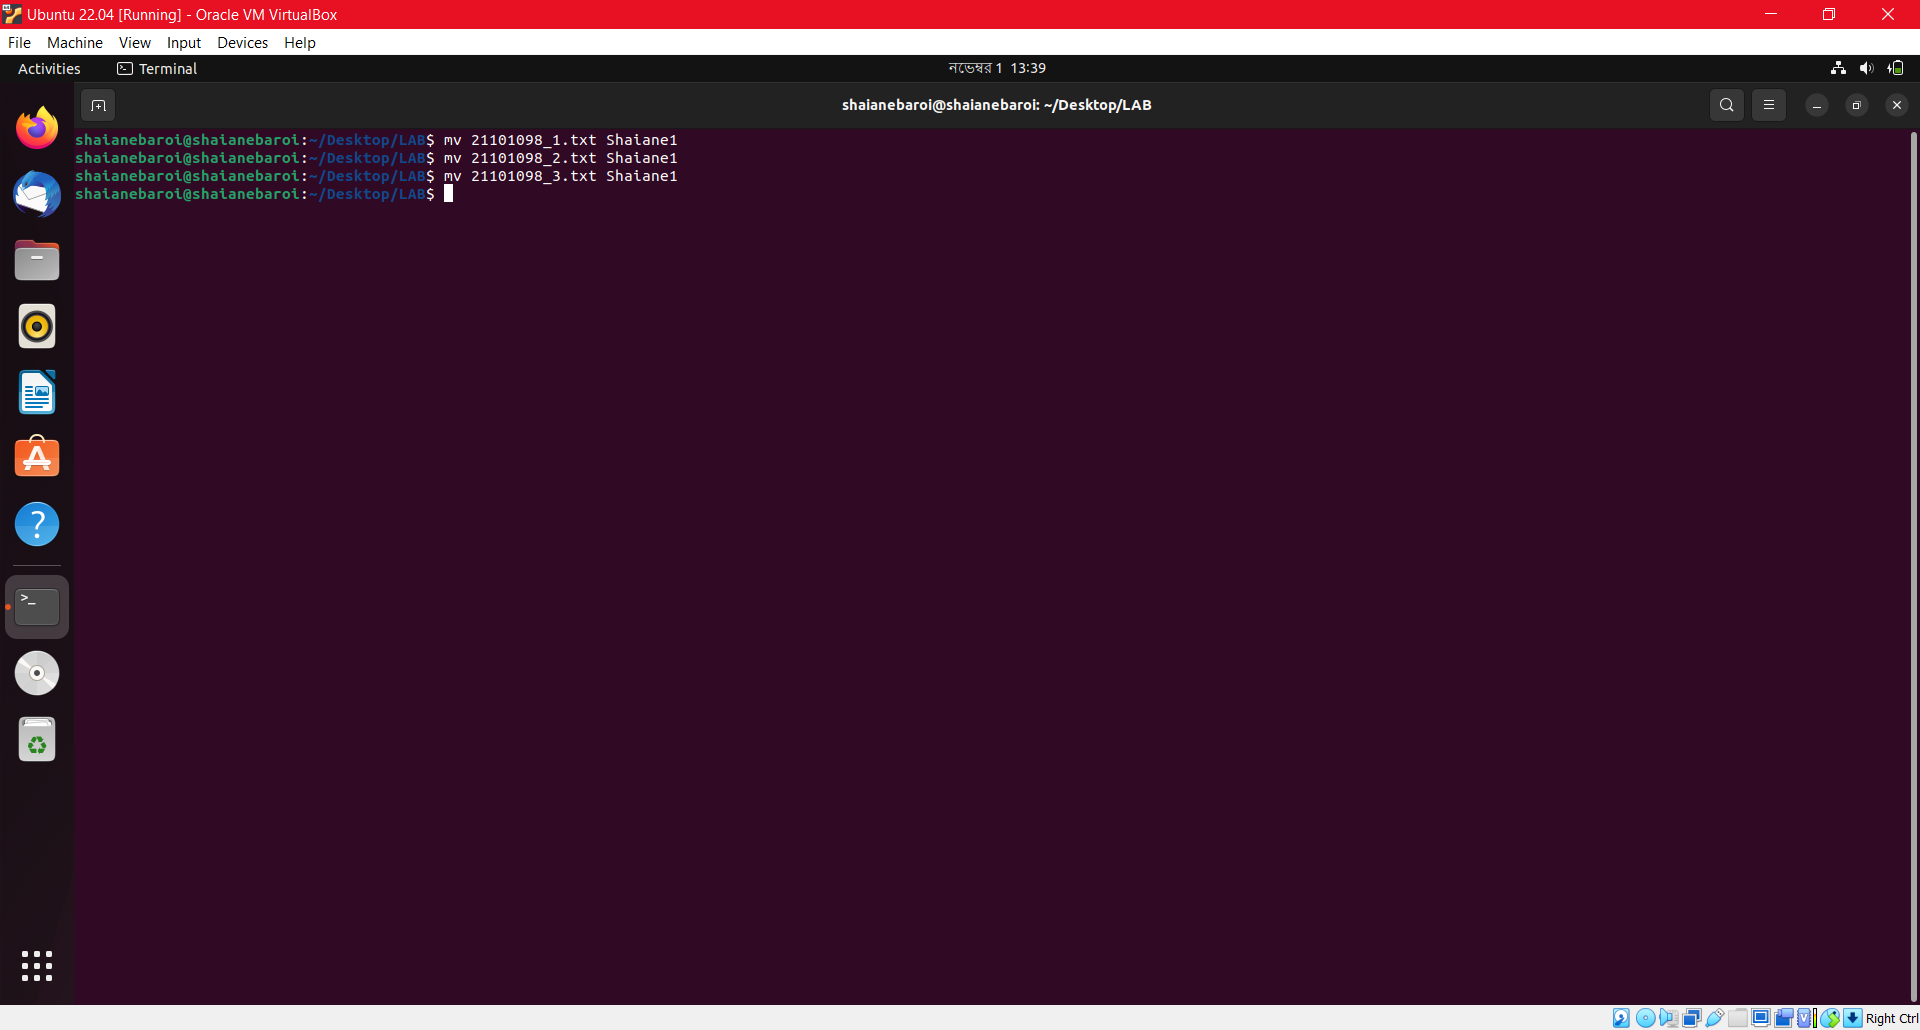 Ubuntu 22.04 [Running] - Oracle VM VirtualBox
File Machine View Input Devices Help
Activities Terminal নভেম্বর 1 13:39
shaianebaroi@shaianebaroi: ~/Desktop/LAB
shaianebaroi@shaianebaroi:~/Desktop/LAB$ mv 21101098_1.txt Shaiane1
shaianebaroi@shaianebaroi:~/Desktop/LAB$ mv 21101098_2.txt Shaiane1
shaianebaroi@shaianebaroi:~/Desktop/LAB$ mv 21101098_3.txt Shaiane1
shaianebaroi@shaianebaroi:~/Desktop/LAB$
Right Ctrl